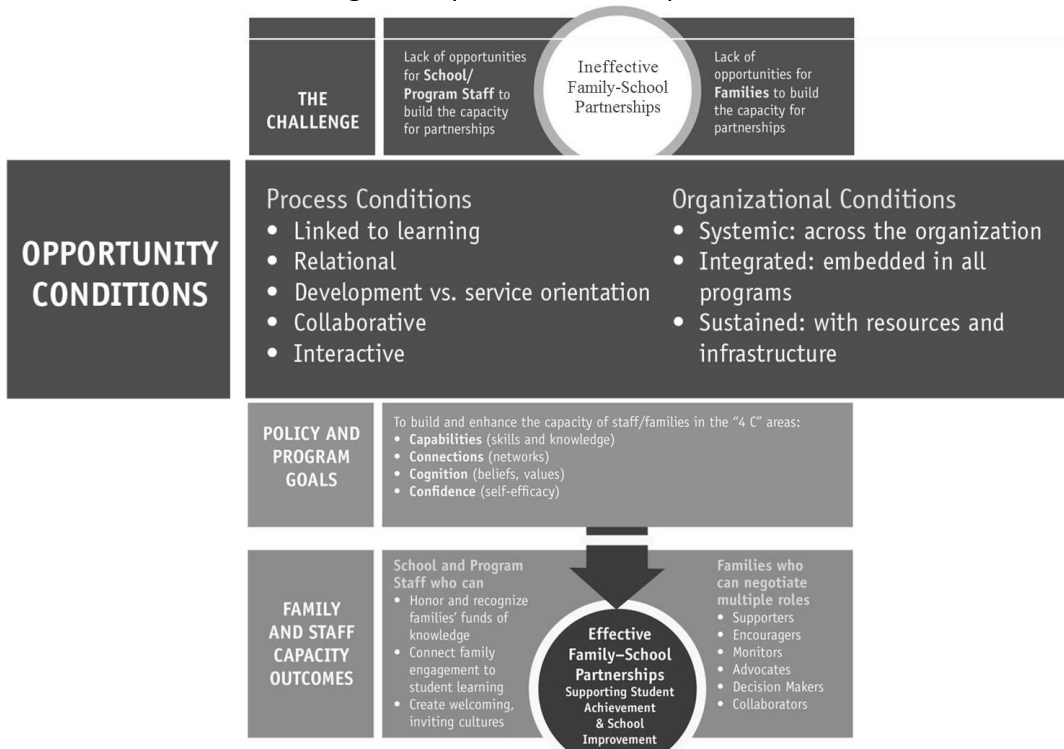 THE
CHALLENGE
Lack of opportunities
for School/
Program Staff to
build the capacity
for partnerships
Ineffective
Family-School
Partnerships
Lack of
opportunities for
Families to build
the capacity for
partnerships
OPPORTUNITY
CONDITIONS
Process Conditions
• Linked to learning
• Relational
• Development vs. service orientation
• Collaborative
• Interactive
Organizational Conditions
• Systemic: across the organization
• Integrated: embedded in all
programs
• Sustained: with resources and
infrastructure
POLICY AND
PROGRAM
GOALS
To build and enhance the capacity of staff/families in the “4 C” areas:
• Capabilities (skills and knowledge)
• Connections (networks)
• Cognition (beliefs, values)
• Confidence (self-efficacy)
FAMILY
AND STAFF
CAPACITY
OUTCOMES
School and Program
Staff who can
• Honor and recognize
families’ funds of
knowledge
• Connect family
engagement to
student learning
• Create welcoming,
inviting cultures
Effective
Family–School
Partnerships
Supporting Student
Achievement
& School
Improvement
Families who
can negotiate
multiple roles
• Supporters
• Encouragers
• Monitors
• Advocates
• Decision Makers
• Collaborators